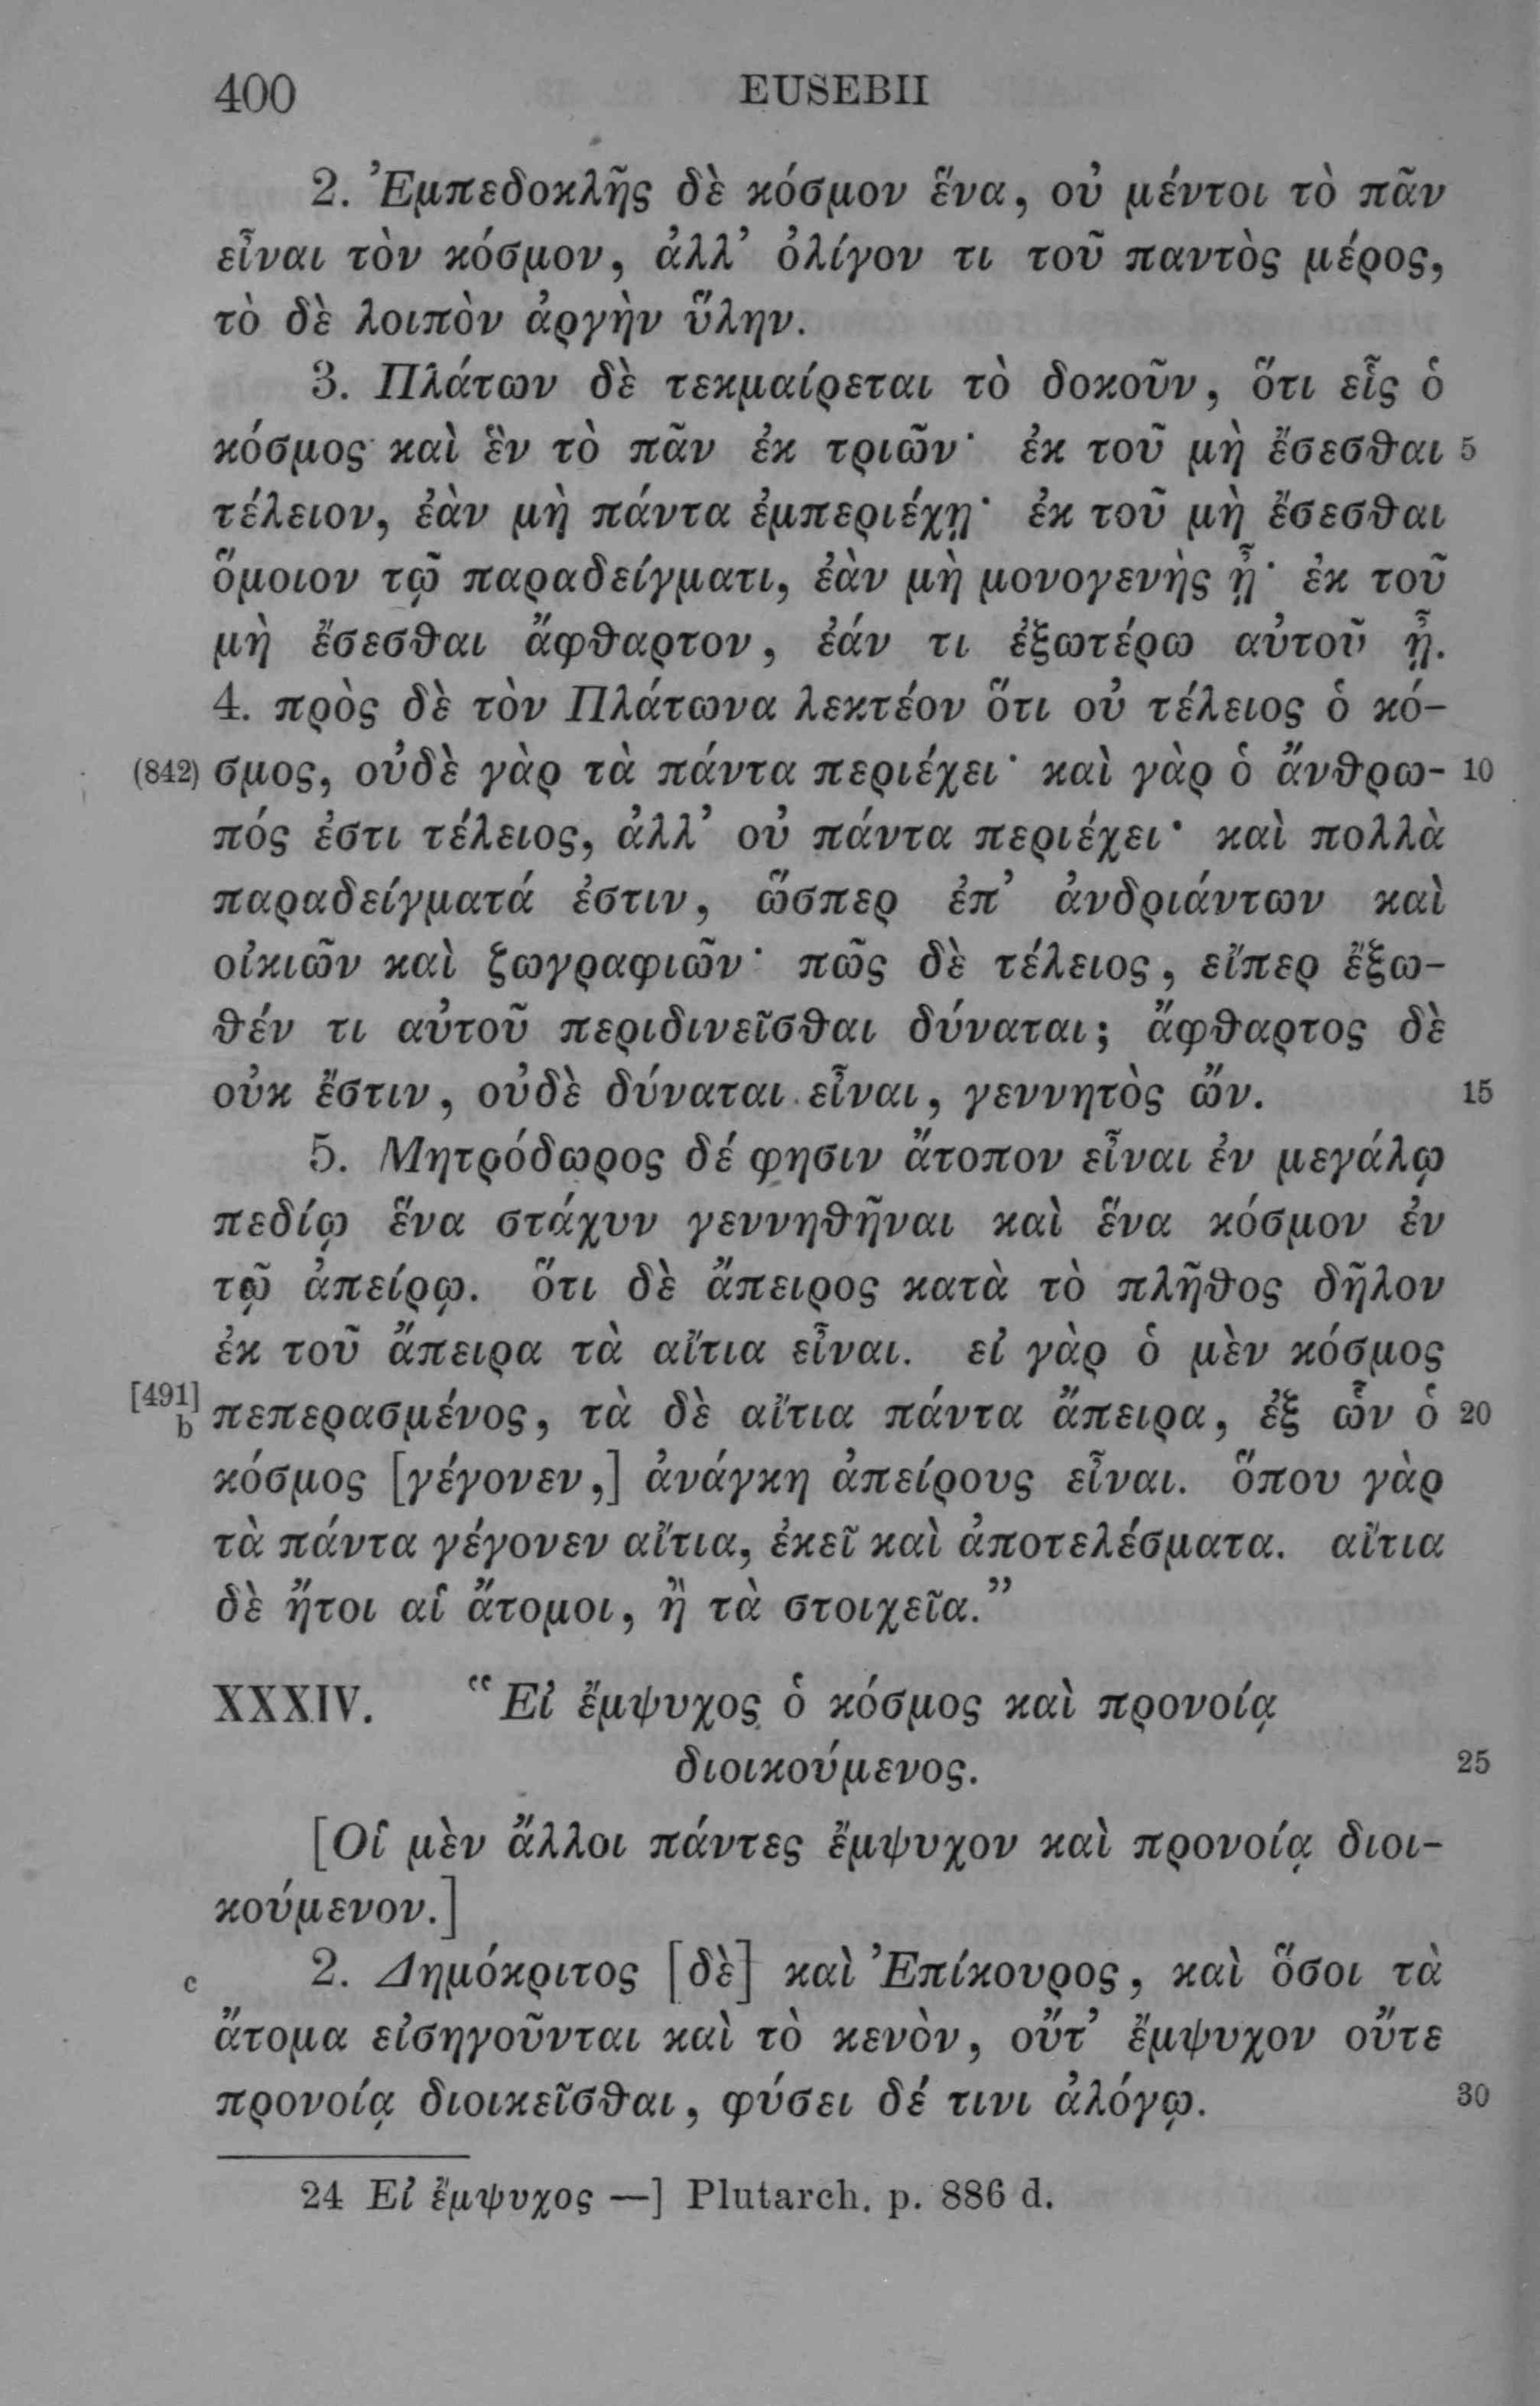 400 EUSEBII
2. Ἐμπεδοκλῆς δὲ κόσμον ἕνα, οὐ μέντοι τὸ πᾶν
εἶναι τὸν κόσμον, ἀλλ’ ὀλίγον τι τοῦ παντὸς μέρος,
τὸ δὲ λοιπὸν ἀργὴν ὕλην.
3. Πλάτων δὲ τεκμαίρεται τὸ δοκοῦν, ὅτι εἷς ὁ
κόσμος καὶ ἓν τὸ πᾶν ἐκ τριῶν· ἐκ τοῦ μὴ ἔσεσθαι 5
τέλειον, ἐὰν μὴ πάντα ἐμπεριέχῃ· ἐκ τοῦ μὴ ἔσεσθαι
ὅμοιον τῷ παραδείγματι, ἐὰν μὴ μονογενὴς ᾖ· ἐκ τοῦ
μὴ ἔσεσθαι ἄφθαρτον, ἐάν τι ἐξωτέρω αὐτοῦ ᾖ.
4. πρὸς δὲ τὸν Πλάτωνα λεκτέον ὅτι οὐ τέλειος ὁ κό-
(842) σμος, οὐδὲ γὰρ τὰ πάντα περιέχει· καὶ γὰρ ὁ ἄνθρω- 10
πός ἐστι τέλειος, ἀλλ’ οὐ πάντα περιέχει· καὶ πολλὰ
παραδείγματά ἐστιν, ὥσπερ ἐπ’ ἀνδριάντων καὶ
οἰκιῶν καὶ ζωγραφιῶν· πῶς δὲ τέλειος, εἴπερ ἔξω-
θέν τι αὐτοῦ περιδινεῖσθαι δύναται; ἄφθαρτος δὲ
οὐκ ἔστιν, οὐδὲ δύναται εἶναι, γεννητὸς ὤν. 15
5. Μητρόδωρος δέ φησιν ἄτοπον εἶναι ἐν μεγάλῳ
πεδίῳ ἕνα στάχυν γεννηθῆναι καὶ ἕνα κόσμον ἐν
τῷ ἀπείρῳ. ὅτι δὲ ἄπειρος κατὰ τὸ πλῆθος δῆλον
ἐκ τοῦ ἄπειρα τὰ αἴτια εἶναι. εἰ γὰρ ὁ μὲν κόσμος
[491] b πεπερασμένος, τὰ δὲ αἴτια πάντα ἄπειρα, ἐξ ὧν ὁ 20
κόσμος [γέγονεν,] ἀνάγκη ἀπείρους εἶναι. ὅπου γὰρ
τὰ πάντα γέγονεν αἴτια, ἐκεῖ καὶ ἀποτελέσματα. αἴτια
δὲ ἤτοι αἱ ἄτομοι, ἢ τὰ στοιχεῖα.”
XXXIV. “Εἰ ἔμψυχος ὁ κόσμος καὶ προνοίᾳ
διοικούμενος. 25
[Οἱ μὲν ἄλλοι πάντες ἔμψυχον καὶ προνοίᾳ διοι-
κούμενον.]
c 2. Δημόκριτος [δὲ] καὶ Ἐπίκουρος, καὶ ὅσοι τὰ
ἄτομα εἰσηγοῦνται καὶ τὸ κενὸν, οὔτ’ ἔμψυχον οὔτε
προνοίᾳ διοικεῖσθαι, φύσει δέ τινι ἀλόγῳ. 30
24 Εἰ ἔμψυχος —] Plutarch. p. 886 d.